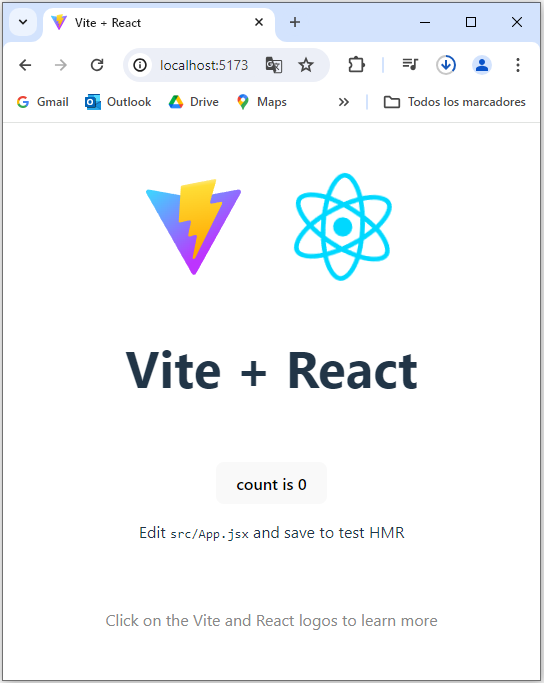 Vite + React
localhost:5173
Gmail Outlook Drive Maps Todos los marcadores
Vite + React
count is 0
Edit src/App.jsx and save to test HMR
Click on the Vite and React logos to learn more